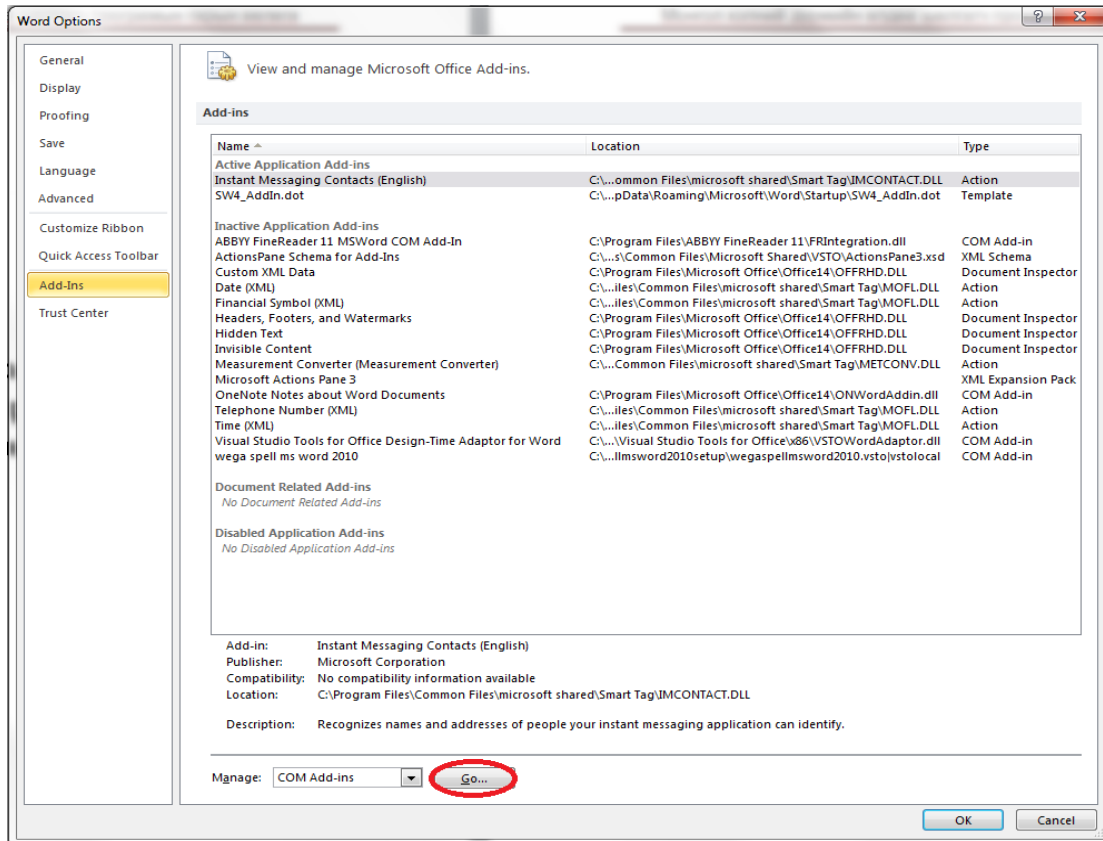 Word Options
General
Display
Proofing
Save
Language
Advanced
Customize Ribbon
Quick Access Toolbar
Add-Ins
Trust Center
View and manage Microsoft Office Add-ins.
Add-ins
Name Location Type
Active Application Add-ins
Instant Messaging Contacts (English) C:\...ommon Files\microsoft shared\Smart Tag\IMCONTACT.DLL Action
SW4_AddIn.dot C:\...pData\Roaming\Microsoft\Word\Startup\SW4_AddIn.dot Template
Inactive Application Add-ins
ABBYY FineReader 11 MSWord COM Add-In C:\Program Files\ABBYY FineReader 11\FRIntegration.dll COM Add-in
ActionsPane Schema for Add-Ins C:\...s\Common Files\Microsoft Shared\VSTO\ActionsPane3.xsd XML Schema
Custom XML Data C:\Program Files\Microsoft Office\Office14\OFFRHD.DLL Document Inspector
Date (XML) C:\...iles\Common Files\microsoft shared\Smart Tag\MOFL.DLL Action
Financial Symbol (XML) C:\...iles\Common Files\microsoft shared\Smart Tag\MOFL.DLL Action
Headers, Footers, and Watermarks C:\Program Files\Microsoft Office\Office14\OFFRHD.DLL Document Inspector
Hidden Text C:\Program Files\Microsoft Office\Office14\OFFRHD.DLL Document Inspector
Invisible Content C:\Program Files\Microsoft Office\Office14\OFFRHD.DLL Document Inspector
Measurement Converter (Measurement Converter) C:\...Common Files\microsoft shared\Smart Tag\METCONV.DLL Action
Microsoft Actions Pane 3 XML Expansion Pack
OneNote Notes about Word Documents C:\Program Files\Microsoft Office\Office14\ONWordAddin.dll COM Add-in
Telephone Number (XML) C:\...iles\Common Files\microsoft shared\Smart Tag\MOFL.DLL Action
Time (XML) C:\...iles\Common Files\microsoft shared\Smart Tag\MOFL.DLL Action
Visual Studio Tools for Office Design-Time Adaptor for Word C:\...\Visual Studio Tools for Office\x86\VSTOWordAdaptor.dll COM Add-in
wega spell ms word 2010 C:\...llmsword2010setup\wegaspellmsword2010.vsto|vstolocal COM Add-in
Document Related Add-ins
No Document Related Add-ins
Disabled Application Add-ins
No Disabled Application Add-ins
Add-in: Instant Messaging Contacts (English)
Publisher: Microsoft Corporation
Compatibility: No compatibility information available
Location: C:\Program Files\Common Files\microsoft shared\Smart Tag\IMCONTACT.DLL
Description: Recognizes names and addresses of people your instant messaging application can identify.
Manage: COM Add-ins Go...
OK Cancel